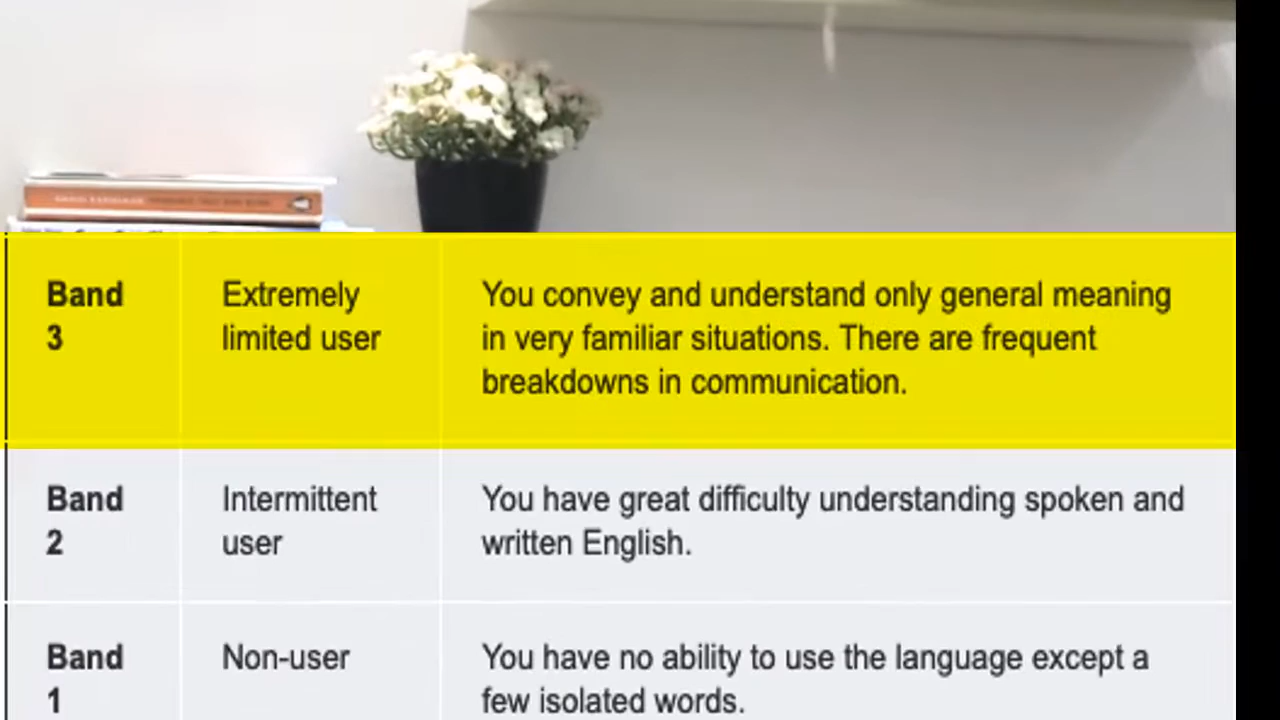 Band
3
Extremely
limited user
You convey and understand only general meaning
in very familiar situations. There are frequent
breakdowns in communication.
Band
2
Intermittent
user
You have great difficulty understanding spoken and
written English.
Band
1
Non-user
You have no ability to use the language except a
few isolated words.